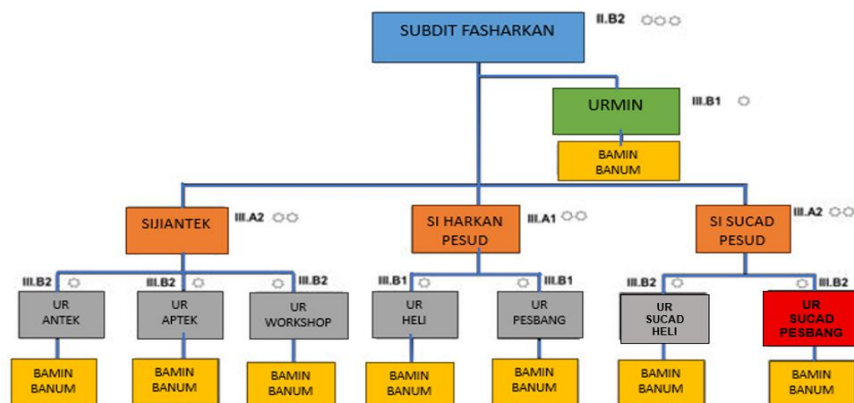 SUBDIT FASHARKAN
II.B2
URMIN
III.B1
BAMIN
BANUM
SIJIANTEK
III.A2
SI HARKAN
PESUD
III.A1
SI SUCAD
PESUD
III.A2
III.B2
III.B2
III.B2
III.B1
III.B1
III.B2
III.B2
UR
ANTEK
UR
APTEK
UR
WORKSHOP
UR
HELI
UR
PESBANG
UR
SUCAD
HELI
UR
SUCAD
PESBANG
BAMIN
BANUM
BAMIN
BANUM
BAMIN
BANUM
BAMIN
BANUM
BAMIN
BANUM
BAMIN
BANUM
BAMIN
BANUM